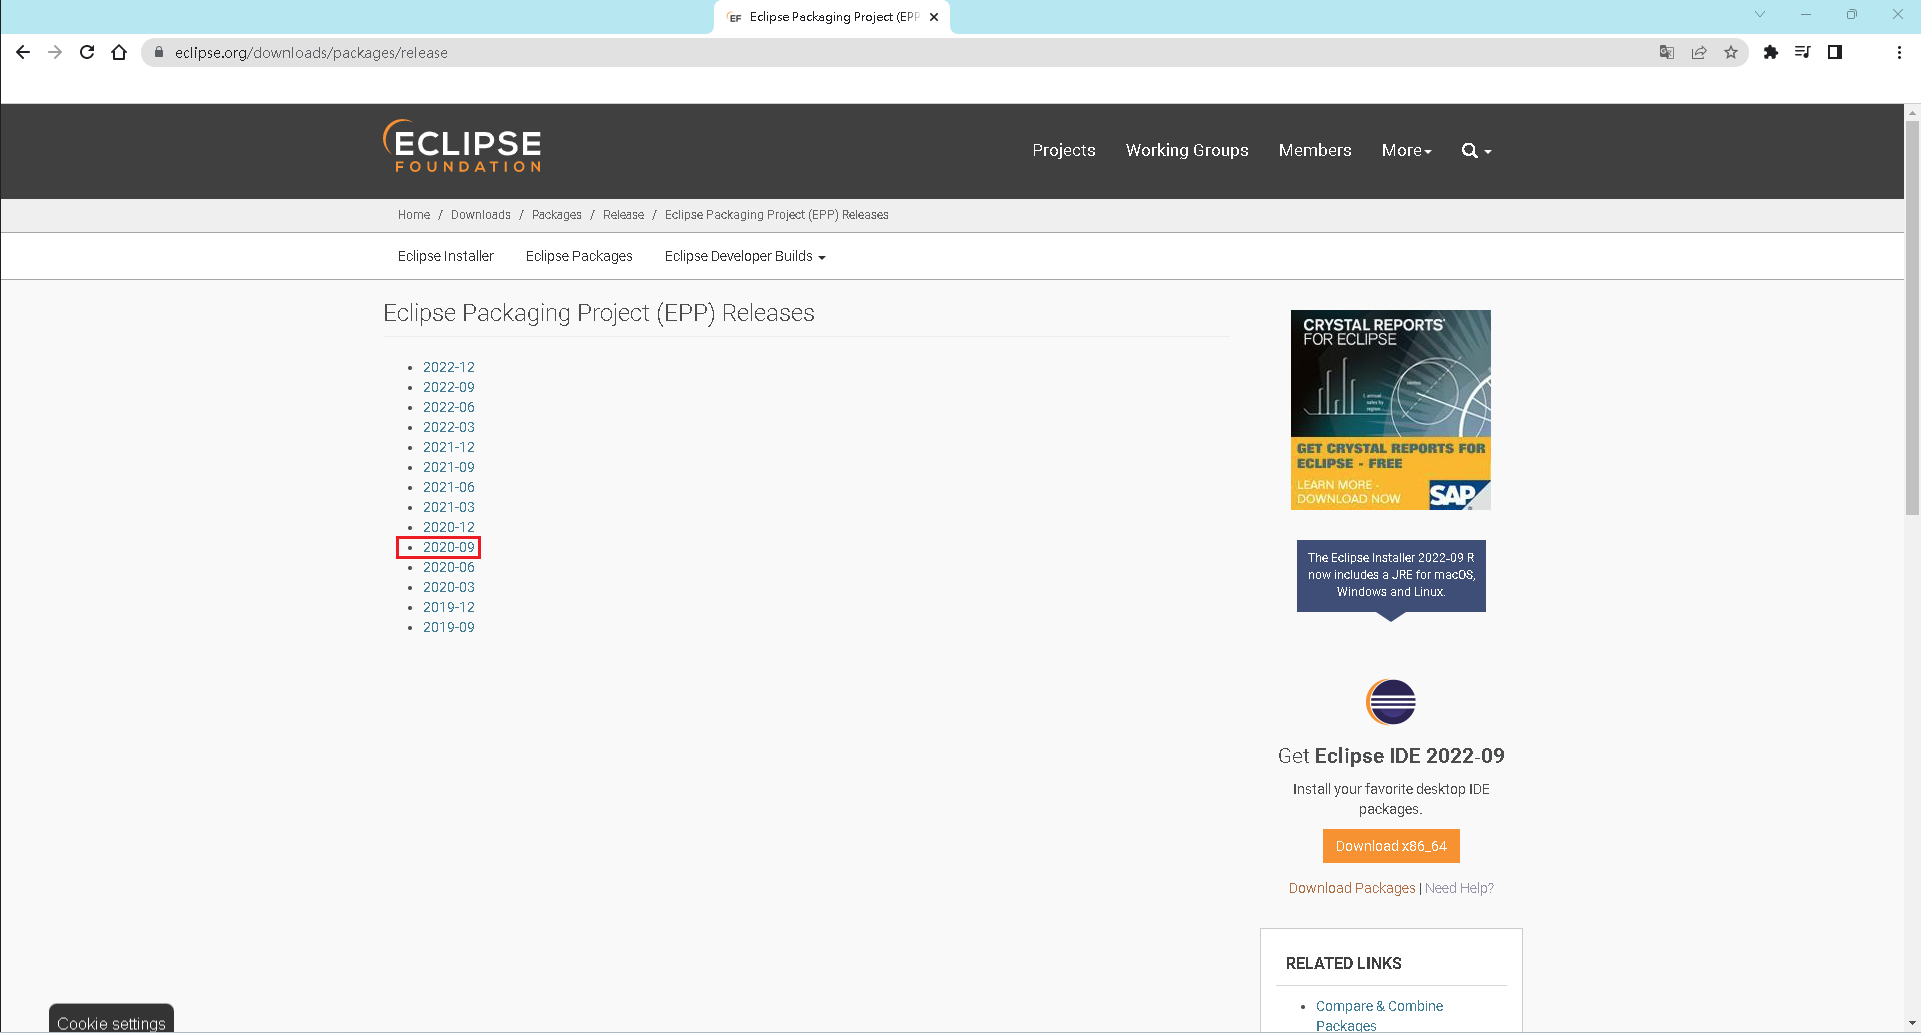 Eclipse Packaging Project (EPP
eclipse.org/downloads/packages/release
ECLIPSE
FOUNDATION
Projects
Working Groups
Members
More
Home / Downloads / Packages / Release / Eclipse Packaging Project (EPP) Releases
Eclipse Installer
Eclipse Packages
Eclipse Developer Builds
Eclipse Packaging Project (EPP) Releases
2022-12
2022-09
2022-06
2022-03
2021-12
2021-09
2021-06
2021-03
2020-12
2020-09
2020-06
2020-03
2019-12
2019-09
CRYSTAL REPORTS
FOR ECLIPSE
GET CRYSTAL REPORTS FOR
ECLIPSE - FREE
LEARN MORE -
DOWNLOAD NOW
SAP
The Eclipse Installer 2022-09 R
now includes a JRE for macOS,
Windows and Linux.
Get Eclipse IDE 2022-09
Install your favorite desktop IDE
packages.
Download x86_64
Download Packages | Need Help?
RELATED LINKS
Compare & Combine
Packages
Cookie settings